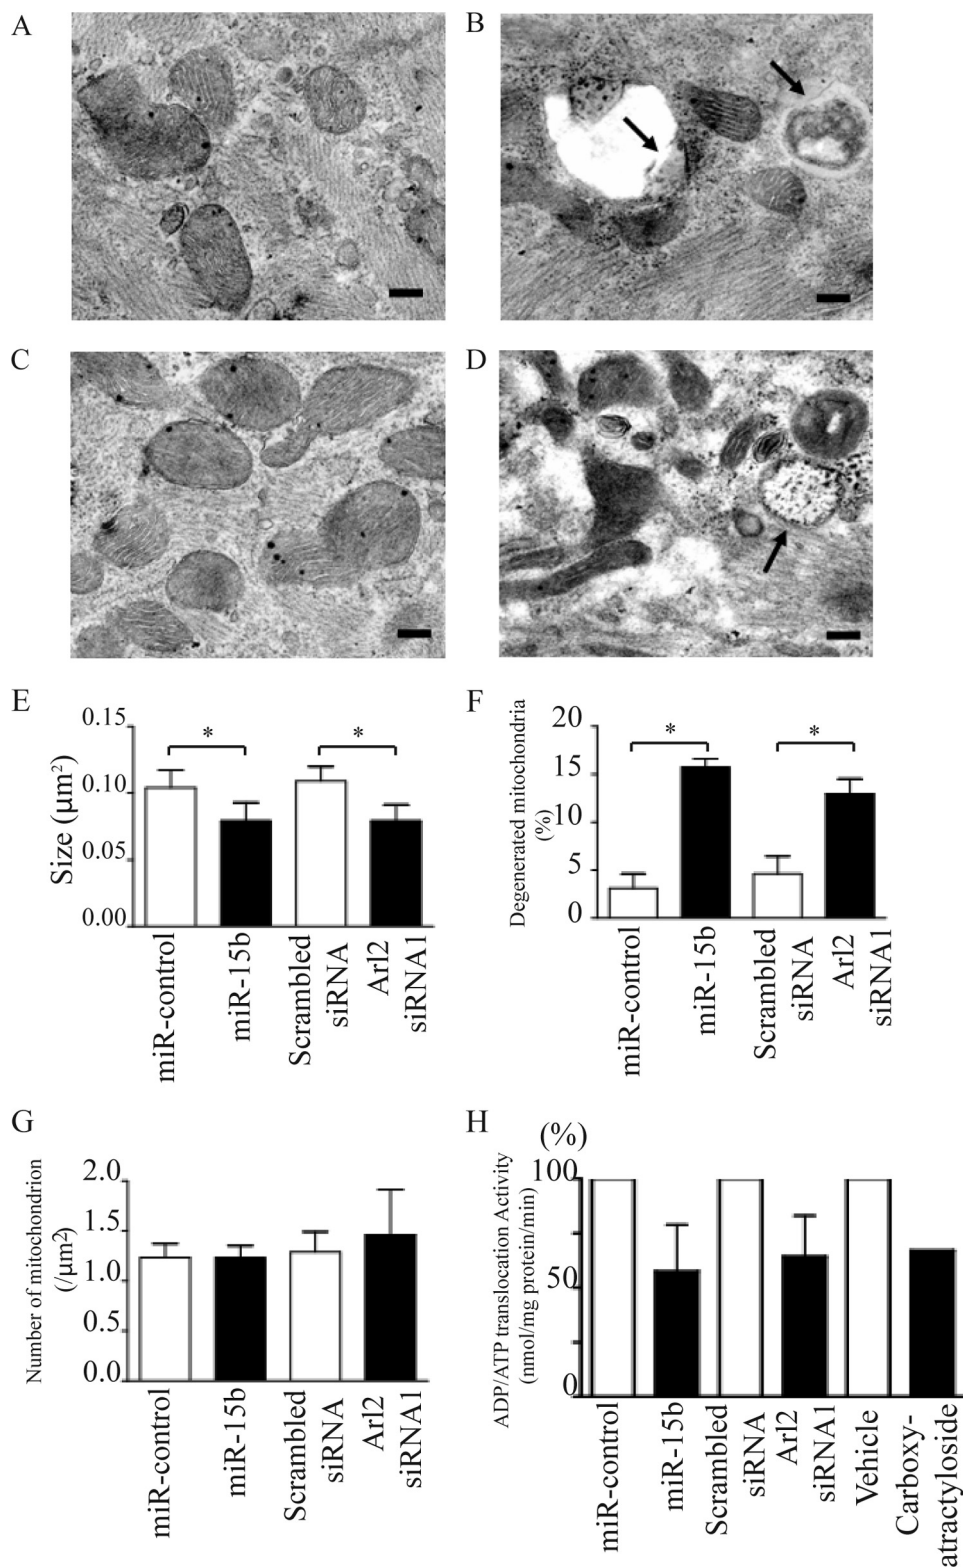 A
B
C
D
E
Size (μm²)
0.15
0.10
0.05
0.00
*
*
miR-control
miR-15b
Scrambled
siRNA
Arl2
siRNA1
F
Degenerated mitochondria
(%)
20
15
10
5
0
*
*
miR-control
miR-15b
Scrambled
siRNA
Arl2
siRNA1
G
Number of mitochondrion
(/μm²)
2.0
1.5
1.0
0.5
0.0
miR-control
miR-15b
Scrambled
siRNA
Arl2
siRNA1
H
(%)
ADP/ATP translocation Activity
(nmol/mg protein/min)
100
50
0
miR-control
miR-15b
Scrambled
siRNA
Arl2
siRNA1
Vehicle
Carboxy-
atractyloside